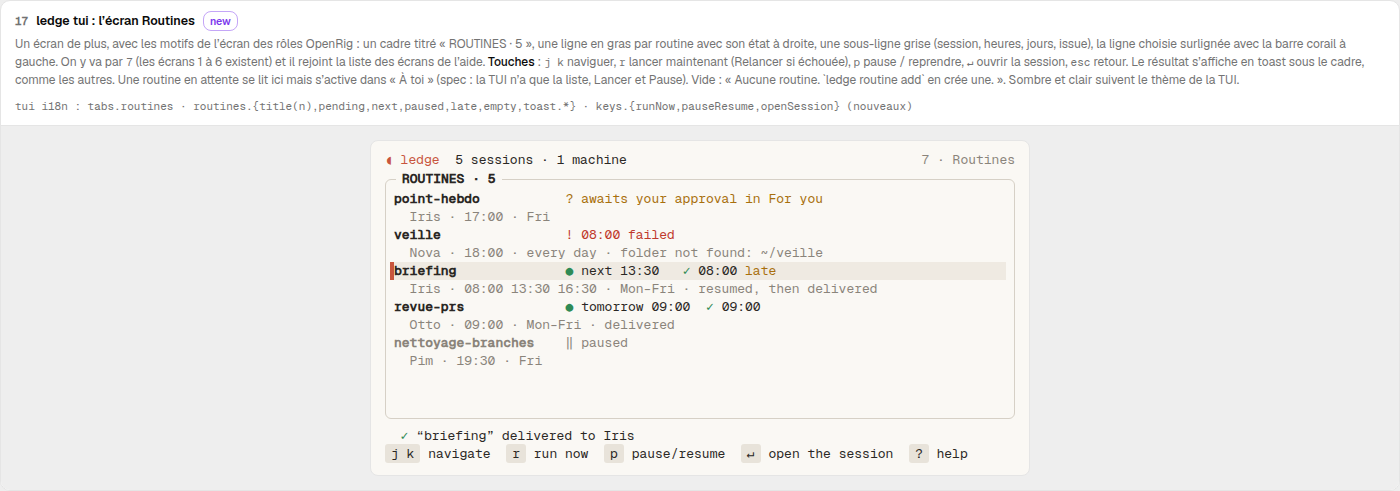 17 ledge tui : l’écran Routines new
Un écran de plus, avec les motifs de l’écran des rôles OpenRig : un cadre titré « ROUTINES · 5 », une ligne en gras par routine avec son état à droite, une sous-ligne grise (session, heures, jours, issue), la ligne choisie surlignée avec la barre corail à
gauche. On y va par 7 (les écrans 1 à 6 existent) et il rejoint la liste des écrans de l’aide. Touches : j k naviguer, r lancer maintenant (Relancer si échouée), p pause / reprendre, ↵ ouvrir la session, esc retour. Le résultat s’affiche en toast sous le cadre,
comme les autres. Une routine en attente se lit ici mais s’active dans « À toi » (spec : la TUI n’a que la liste, Lancer et Pause). Vide : « Aucune routine. `ledge routine add` en crée une. ». Sombre et clair suivent le thème de la TUI.
tui i18n : tabs.routines · routines.{title(n),pending,next,paused,late,empty,toast.*} · keys.{runNow,pauseResume,openSession} (nouveaux)
ledge 5 sessions · 1 machine 7 · Routines
ROUTINES · 5
point-hebdo ? awaits your approval in For you
Iris · 17:00 · Fri
veille ! 08:00 failed
Nova · 18:00 · every day · folder not found: ~/veille
briefing ● next 13:30 ✓ 08:00 late
Iris · 08:00 13:30 16:30 · Mon–Fri · resumed, then delivered
revue-prs ● tomorrow 09:00 ✓ 09:00
Otto · 09:00 · Mon–Fri · delivered
nettoyage-branches ‖ paused
Pim · 19:30 · Fri
✓ “briefing” delivered to Iris
j k navigate r run now p pause/resume ↵ open the session ? help